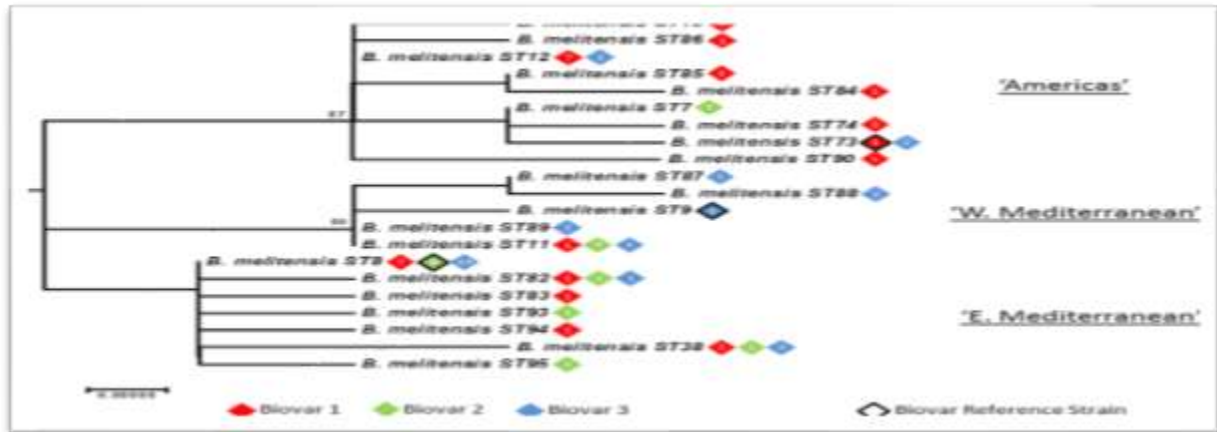 B. melitensis ST86
B. melitensis ST12
B. melitensis ST85
B. melitensis ST84
'Americas'
B. melitensis ST7
B. melitensis ST74
B. melitensis ST73
B. melitensis ST90
B. melitensis ST87
B. melitensis ST88
B. melitensis ST9
'W. Mediterranean'
B. melitensis ST89
B. melitensis ST11
B. melitensis ST8
B. melitensis ST82
B. melitensis ST83
B. melitensis ST93
'E. Mediterranean'
B. melitensis ST94
B. melitensis ST38
B. melitensis ST95
Biovar 1 Biovar 2 Biovar 3 Biovar Reference Strain